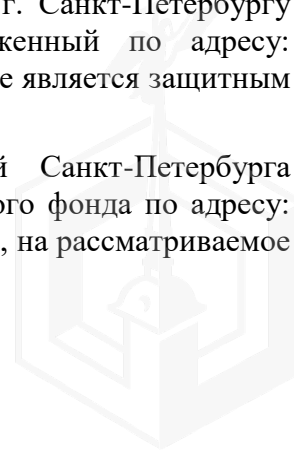 г. Санкт-Петербургу
женный по адресу:
е является защитным
й Санкт-Петербурга
ого фонда по адресу:
, на рассматриваемое